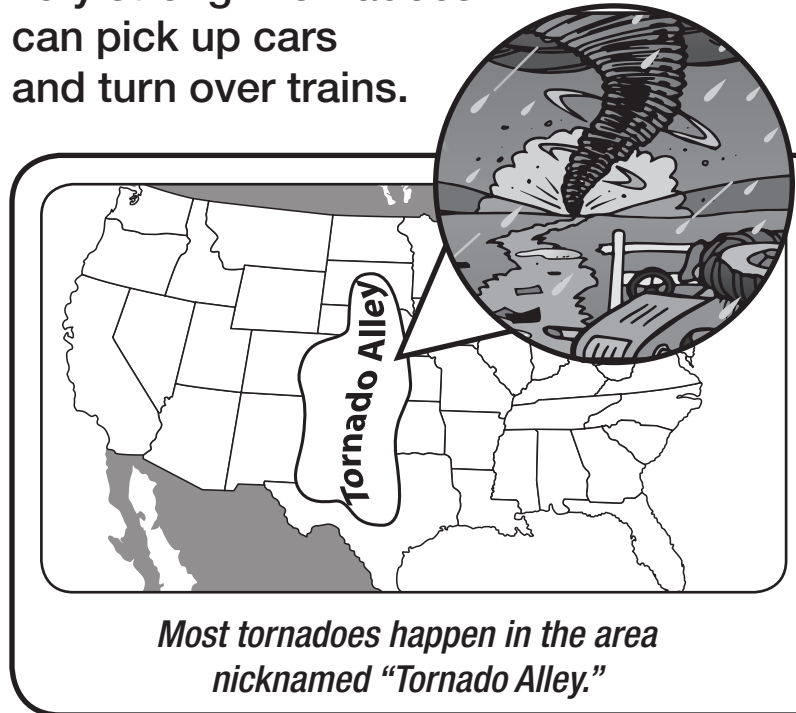 can pick up cars
and turn over trains.
Tornado Alley
Most tornadoes happen in the area
nicknamed “Tornado Alley.”